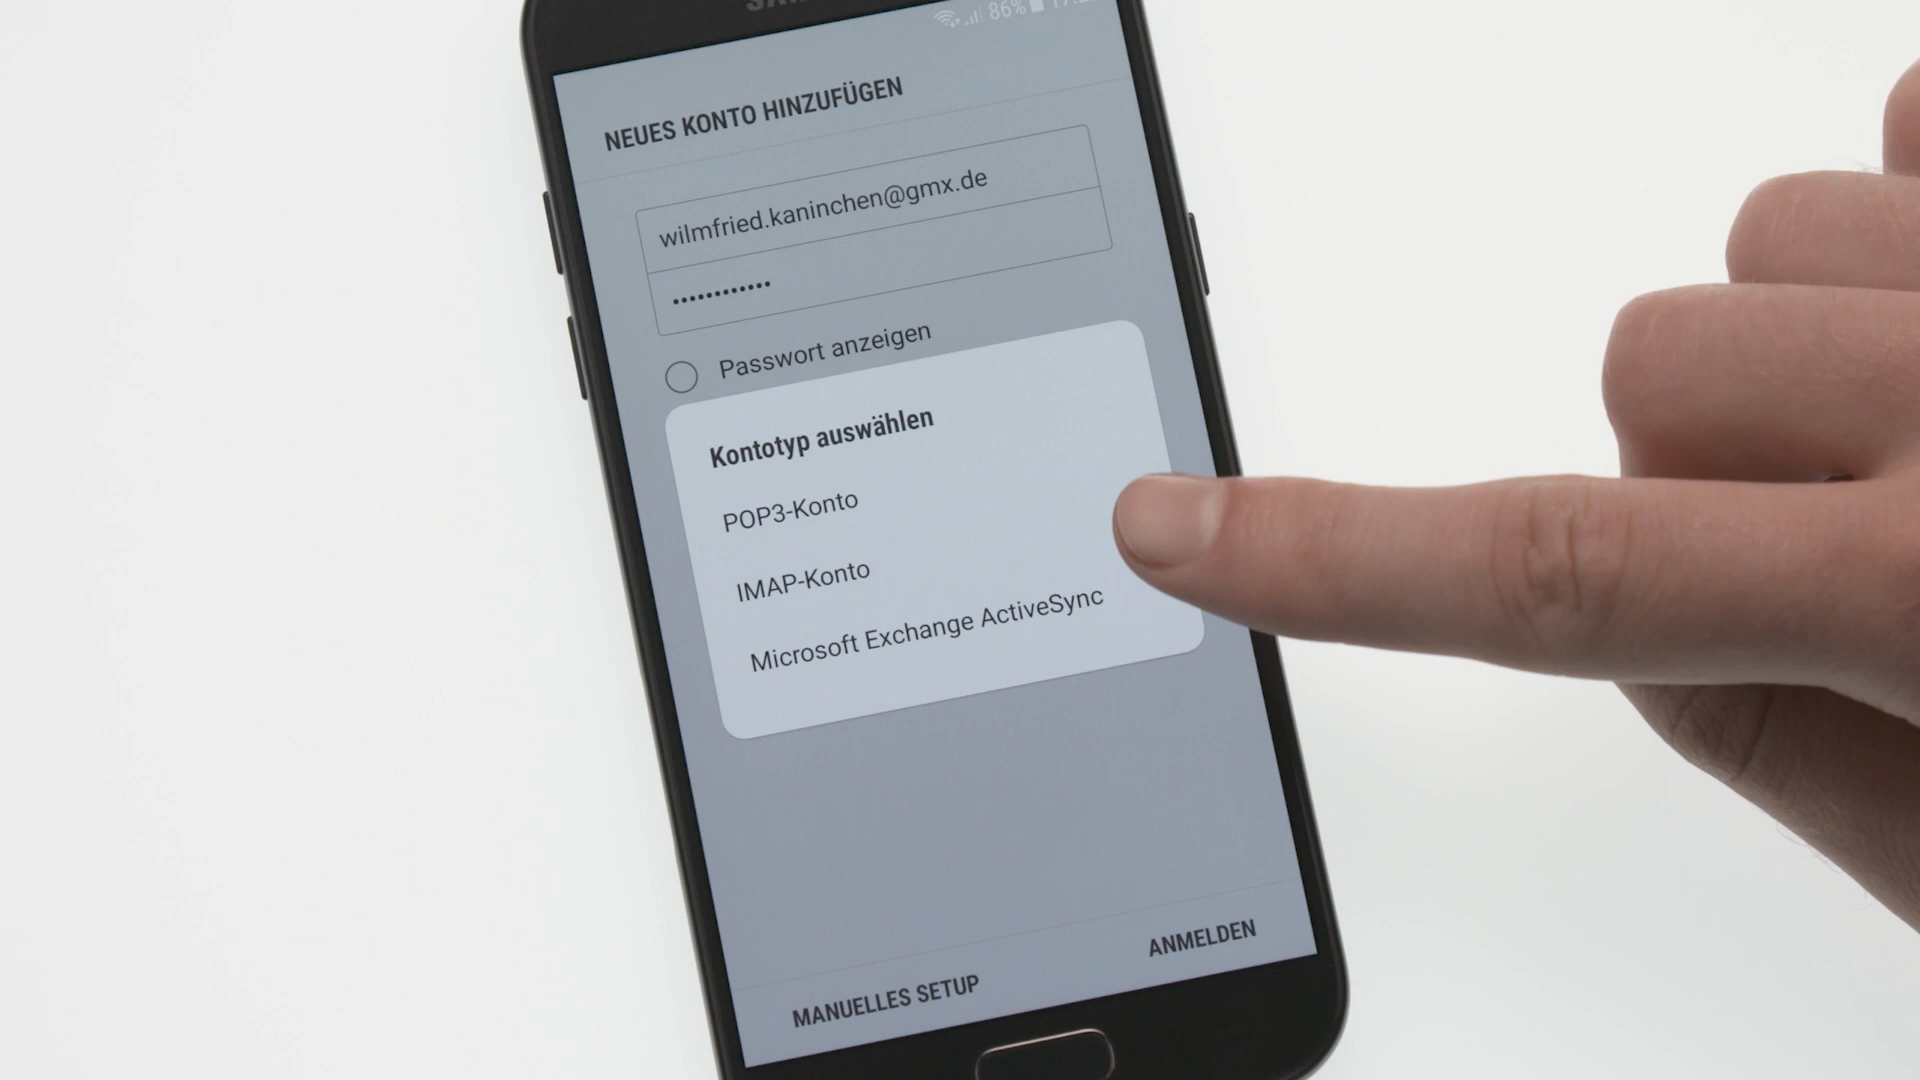 86%
NEUES KONTO HINZUFÜGEN
wilmfried.kaninchen@gmx.de
••••••••••••
Passwort anzeigen
Kontotyp auswählen
POP3-Konto
IMAP-Konto
Microsoft Exchange ActiveSync
MANUELLES SETUP
ANMELDEN